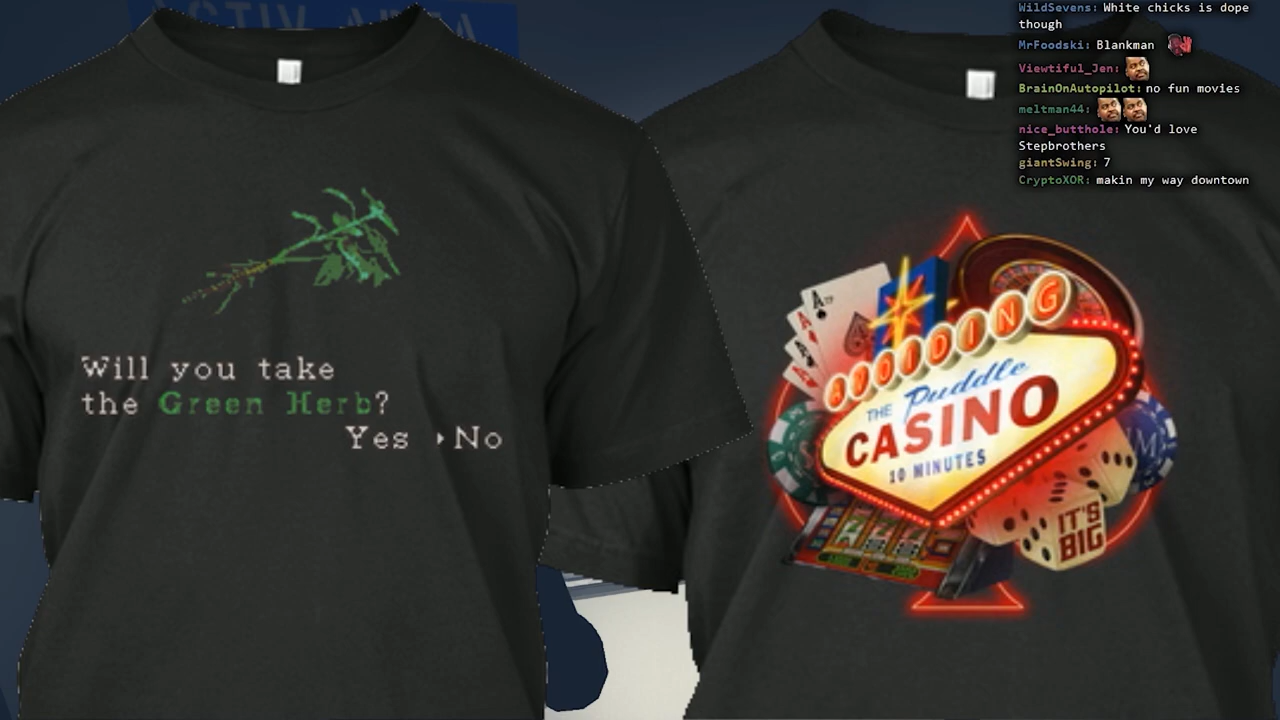 Will you take
the Green Herb?
Yes No
AVOIDING
THE Puddle
CASINO
10 MINUTES
IT'S
BIG
A
WildSevens: White chicks is dope
though
MrFoodski: Blankman
Viewtiful_Jen:
BrainOnAutopilot: no fun movies
meltman44:
nice_butthole: You'd love
Stepbrothers
giantSwing: 7
CryptoXOR: makin my way downtown